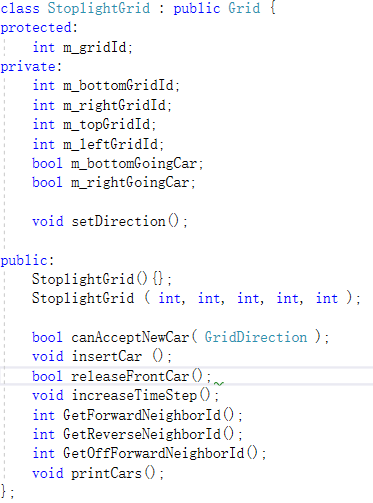 class StoplightGrid : public Grid {
protected:
    int m_gridId;
private:
    int m_bottomGridId;
    int m_rightGridId;
    int m_topGridId;
    int m_leftGridId;
    bool m_bottomGoingCar;
    bool m_rightGoingCar;

    void setDirection();

public:
    StoplightGrid(){};
    StoplightGrid ( int, int, int, int, int );

    bool canAcceptNewCar( GridDirection );
    void insertCar ();
    bool releaseFrontCar();
    void increaseTimeStep();
    int GetForwardNeighborId();
    int GetReverseNeighborId();
    int GetOffForwardNeighborId();
    void printCars();
};